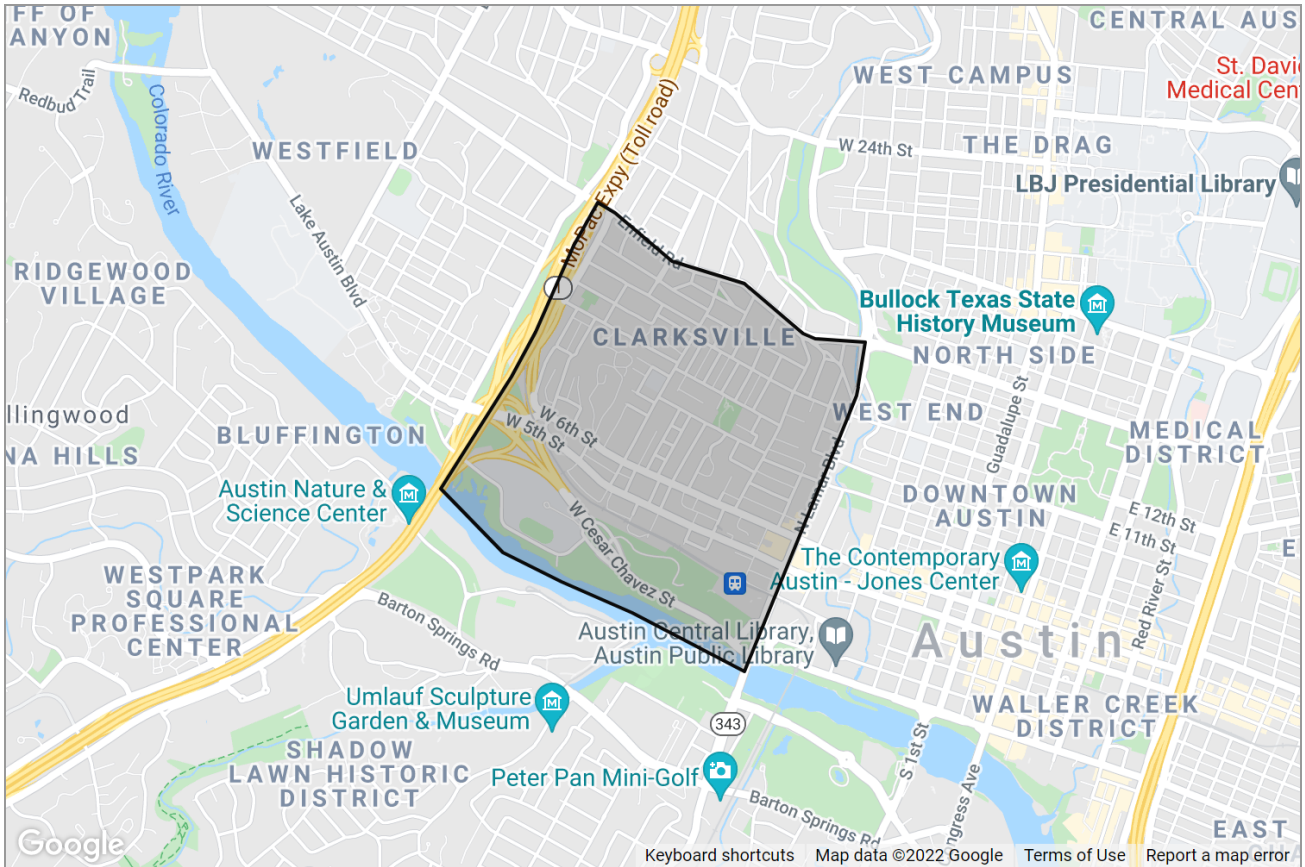 FF OF
ANYON
CENTRAL AUS
WEST CAMPUS
St. Davi
Medical Cent
Redbud Trail
Colorado River
MoPac Expy (Toll road)
W 24th St
THE DRAG
WESTFIELD
LBJ Presidential Library
Lake Austin Blvd
Enfield Rd
RIDGEWOOD
VILLAGE
1
Bullock Texas State
History Museum
CLARKSVILLE
NORTH SIDE
Guadalupe St
llingwood
BLUFFINGTON
W 6th St
W 5th St
WEST END
MEDICAL
DISTRICT
NA HILLS
N Lamar Blvd
Austin Nature &
Science Center
DOWNTOWN
AUSTIN
E 12th St
E 11th St
W Cesar Chavez St
E
The Contemporary
Austin - Jones Center
WESTPARK
SQUARE
PROFESSIONAL
CENTER
Barton Springs Rd
Red River St
Austin Central Library,
Austin Public Library
Austin
Umlauf Sculpture
Garden & Museum
343
WALLER CREEK
DISTRICT
SHADOW
LAWN HISTORIC
DISTRICT
S 1st St
Peter Pan Mini-Golf
Barton Springs Rd
ongress Ave
EAST
Google
Keyboard shortcuts
Map data ©2022 Google
Terms of Use
Report a map error